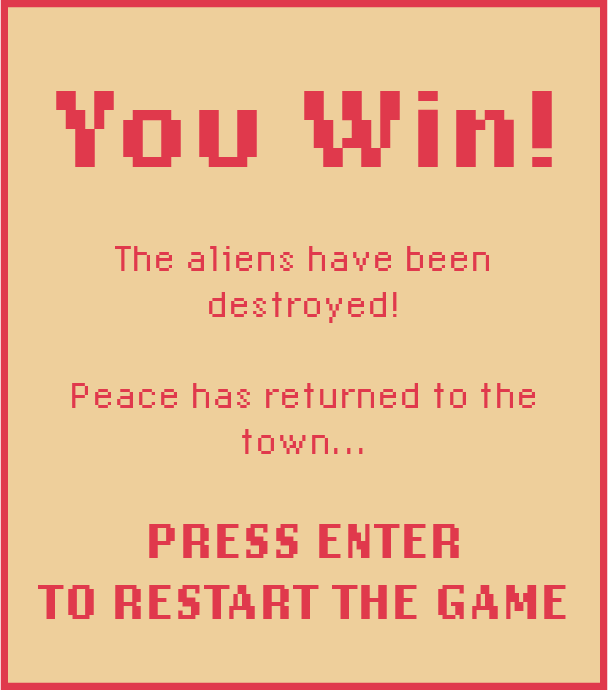 You Win!
The aliens have been
destroyed!
Peace has returned to the
town...
PRESS ENTER
TO RESTART THE GAME